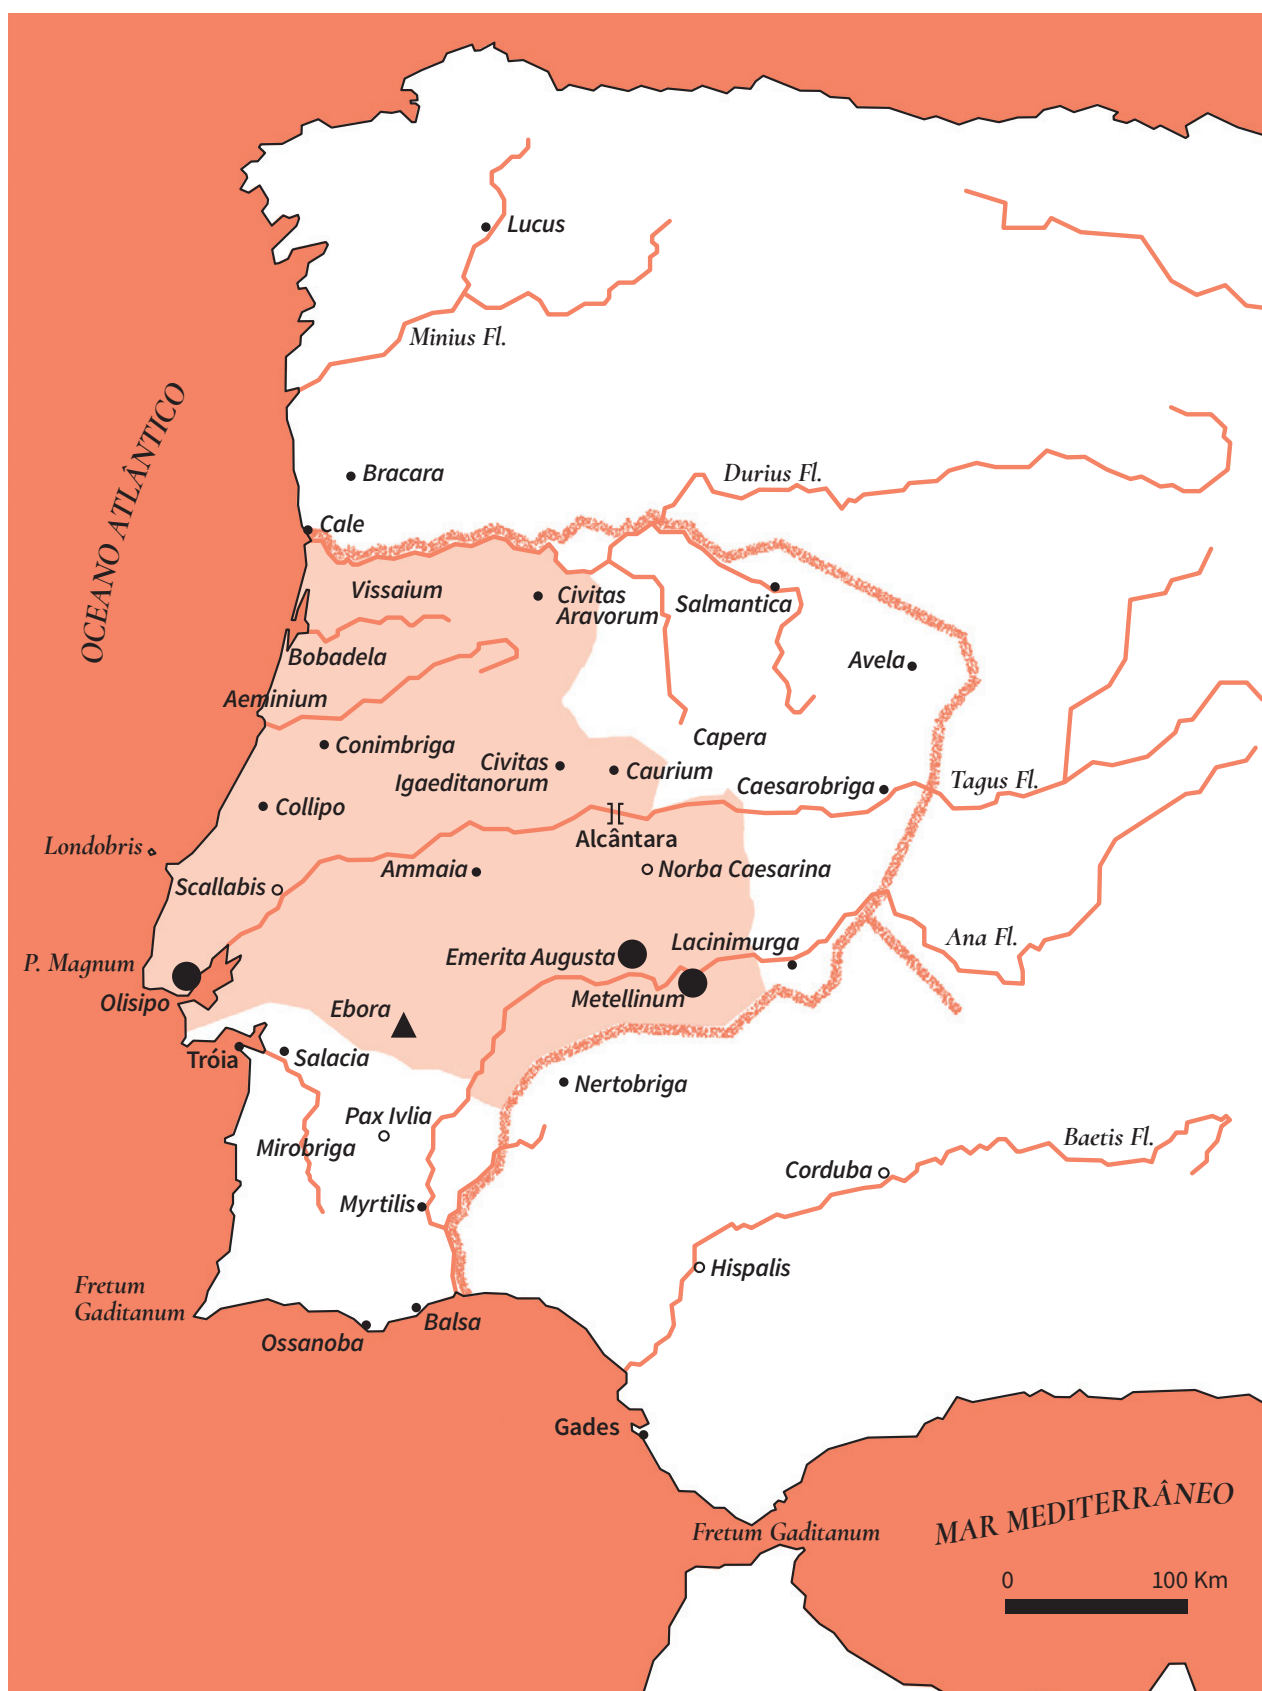 Lucus
Minius Fl.
OCEANO ATLÂNTICO
Bracara
Durius Fl.
Cale
Vissaium
Civitas
Aravorum
Salmantica
Bobadela
Avela
Aeminium
Conimbriga
Capera
Civitas
Igaeditanorum
Caurium
Caesarobriga
Tagus Fl.
Collipo
Alcântara
Londobris
Ammaia
Norba Caesarina
Scallabis
Ana Fl.
Lacinimurga
Emerita Augusta
P. Magnum
Olisipo
Metellinum
Ebora
Tróia
Salacia
Nertobriga
Pax Ivlia
Mirobriga
Baetis Fl.
Corduba
Myrtilis
Hispalis
Fretum
Gaditanum
Balsa
Ossanoba
Gades
Fretum Gaditanum
MAR MEDITERRÂNEO
0 100 Km